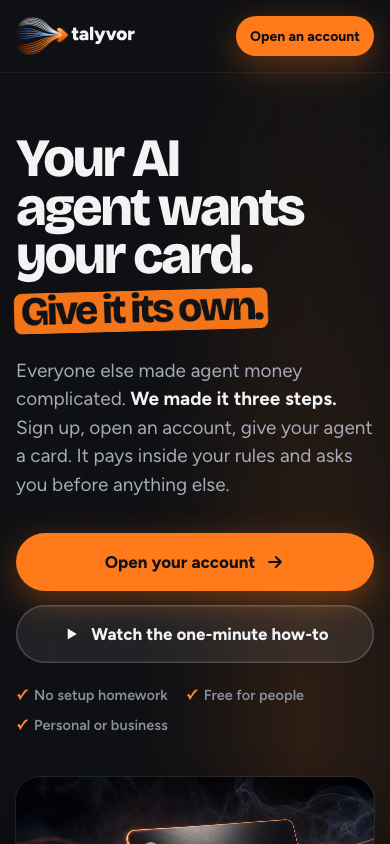 talyvor
Open an account
Your AI
agent wants
your card.
Give it its own.
Everyone else made agent money
complicated. We made it three steps.
Sign up, open an account, give your agent
a card. It pays inside your rules and asks
you before anything else.
Open your account →
Watch the one-minute how-to
✓ No setup homework ✓ Free for people
✓ Personal or business